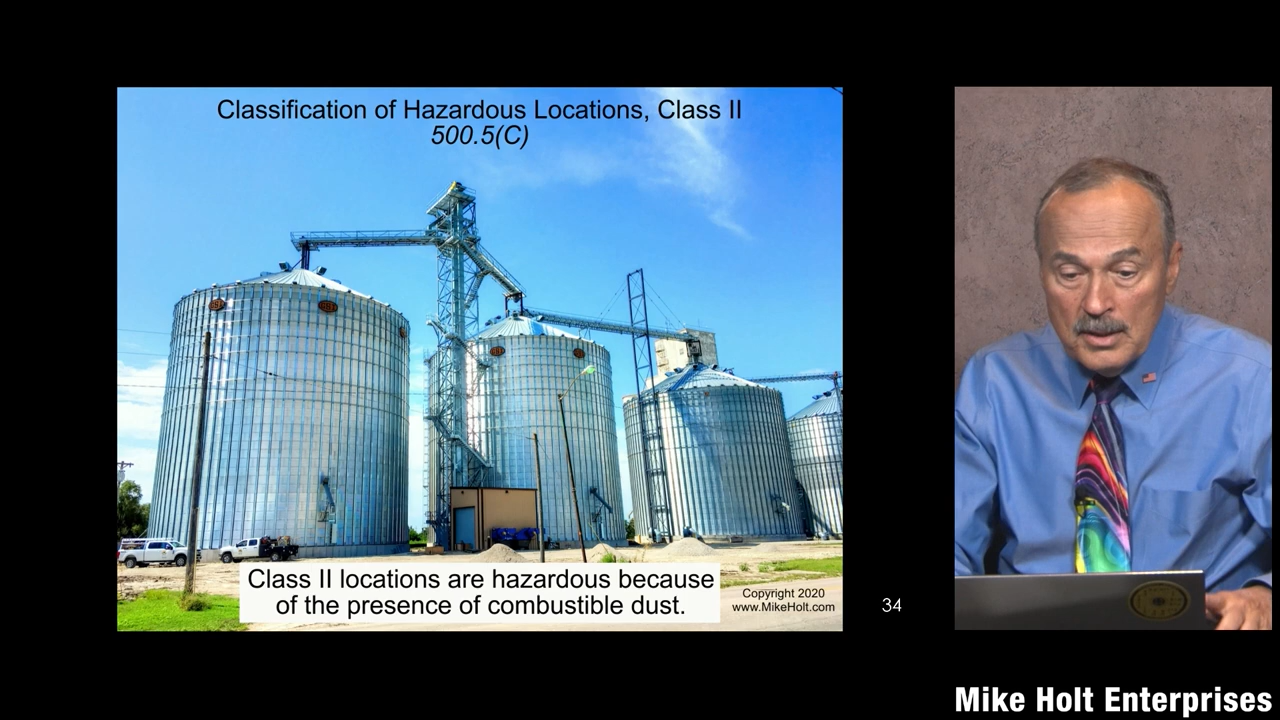 Classification of Hazardous Locations, Class II
500.5(C)
Class II locations are hazardous because
of the presence of combustible dust.
Copyright 2020
www.MikeHolt.com
34
Mike Holt Enterprises